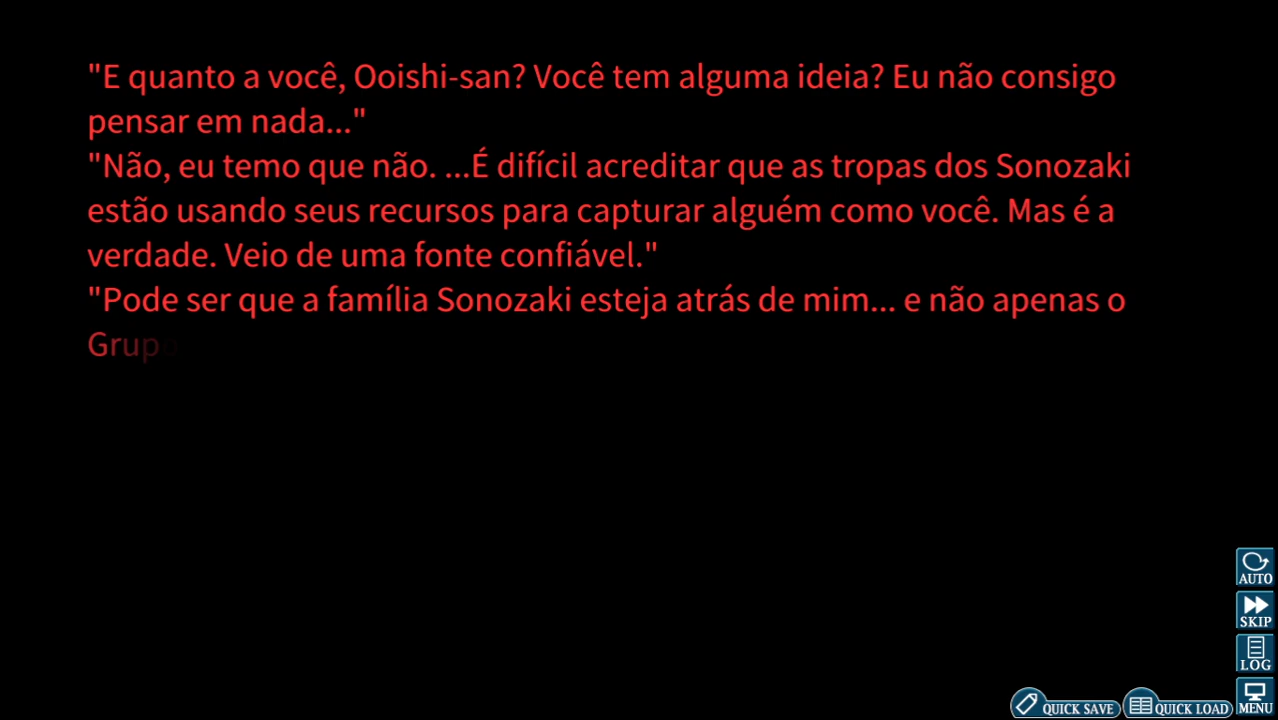 "E quanto a você, Ooishi-san? Você tem alguma ideia? Eu não consigo
pensar em nada..."
"Não, eu temo que não. ...É difícil acreditar que as tropas dos Sonozaki
estão usando seus recursos para capturar alguém como você. Mas é a
verdade. Veio de uma fonte confiável."
"Pode ser que a família Sonozaki esteja atrás de mim... e não apenas o
Grupo
AUTO
SKIP
LOG
QUICK SAVE
QUICK LOAD
MENU